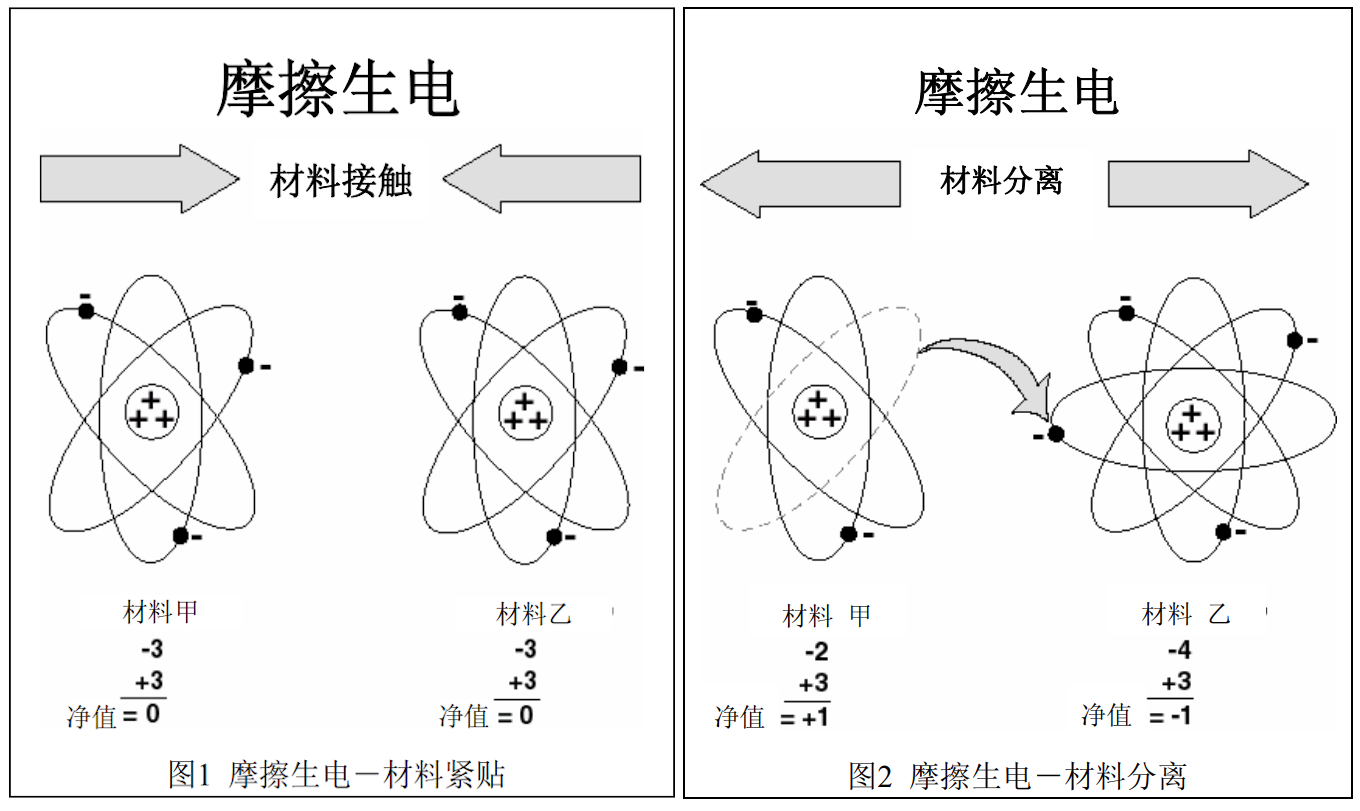 摩擦生电
材料接触
-
-
+
++
-
-
-
+
++
-
材料甲
-3
+3
净值 = 0
材料乙
-3
+3
净值 = 0
图1 摩擦生电－材料紧贴
摩擦生电
材料分离
-
+
++
-
-
-
-
+
++
-
材料 甲
-2
+3
净值 = +1
材料 乙
-4
+3
净值 = -1
图2 摩擦生电－材料分离